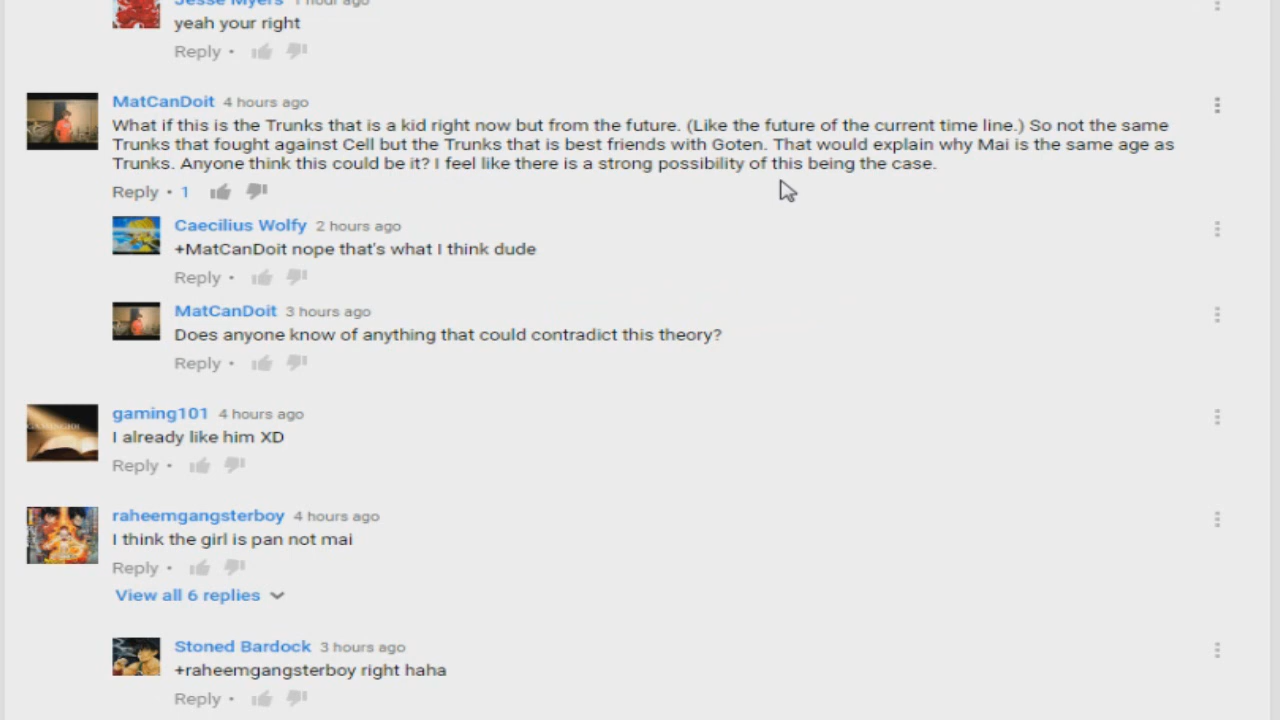 Jesse Myers 1 hour ago
yeah your right
Reply •
MatCanDoit 4 hours ago
What if this is the Trunks that is a kid right now but from the future. (Like the future of the current time line.) So not the same
Trunks that fought against Cell but the Trunks that is best friends with Goten. That would explain why Mai is the same age as
Trunks. Anyone think this could be it? I feel like there is a strong possibility of this being the case.
Reply • 1
Caecilius Wolfy 2 hours ago
+MatCanDoit nope that's what I think dude
Reply •
MatCanDoit 3 hours ago
Does anyone know of anything that could contradict this theory?
Reply •
gaming101 4 hours ago
I already like him XD
Reply •
raheemgangsterboy 4 hours ago
I think the girl is pan not mai
Reply •
View all 6 replies
Stoned Bardock 3 hours ago
+raheemgangsterboy right haha
Reply •